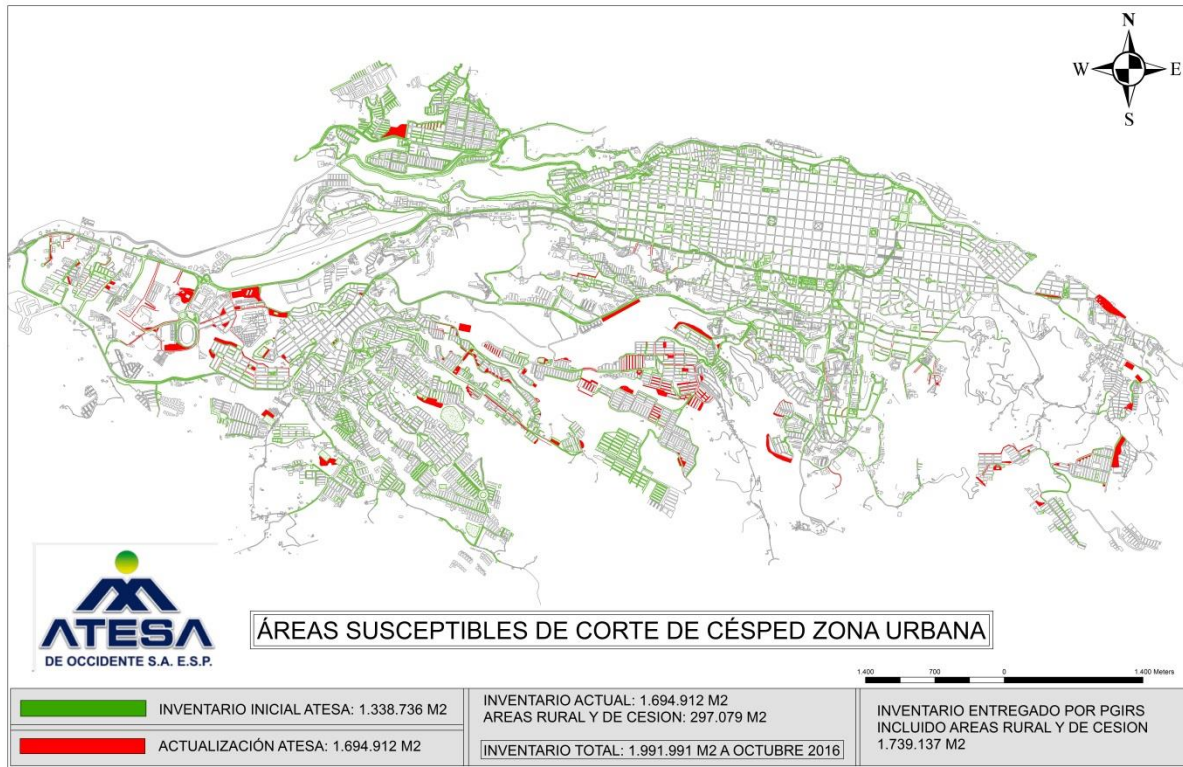 N
W E
S
ATESA
DE OCCIDENTE S.A. E.S.P.
ÁREAS SUSCEPTIBLES DE CORTE DE CÉSPED ZONA URBANA
1.400 700 0 1.400 Meters
INVENTARIO INICIAL ATESA: 1.338.736 M2
ACTUALIZACIÓN ATESA: 1.694.912 M2
INVENTARIO ACTUAL: 1.694.912 M2
AREAS RURAL Y DE CESION: 297.079 M2
INVENTARIO TOTAL: 1.991.991 M2 A OCTUBRE 2016
INVENTARIO ENTREGADO POR PGIRS
INCLUIDO AREAS RURAL Y DE CESION
1.739.137 M2